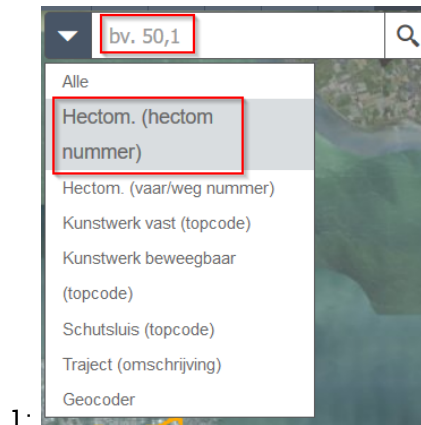 bv. 50,1
Alle
Hectom. (hectom
nummer)
Hectom. (vaar/weg nummer)
Kunstwerk vast (topcode)
Kunstwerk beweegbaar
(topcode)
Schutsluis (topcode)
Traject (omschrijving)
Geocoder
1: